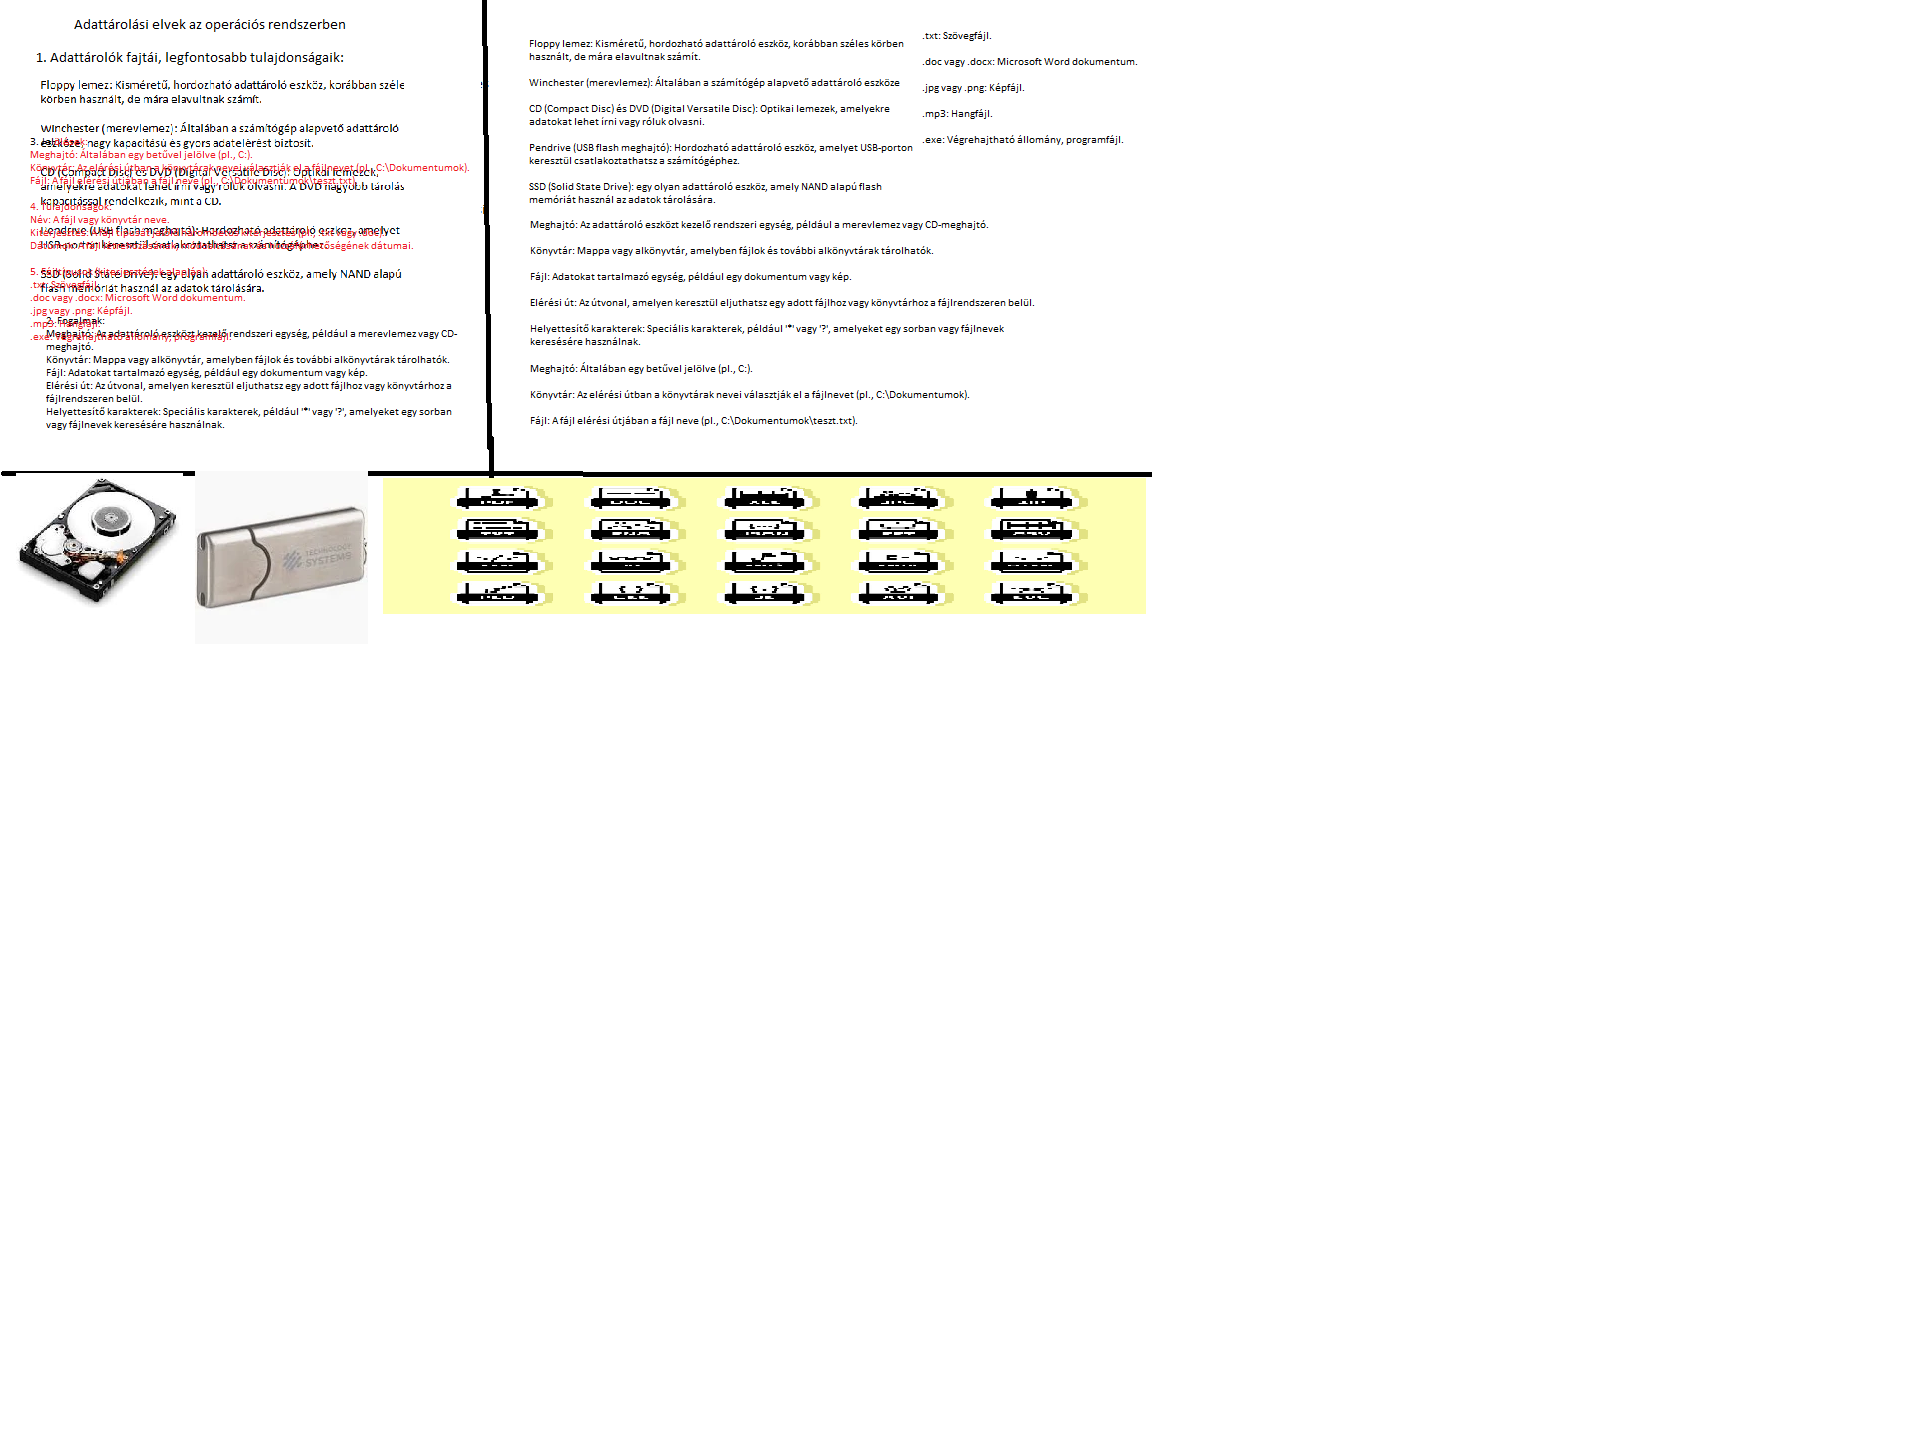 Adattárolási elvek az operációs rendszerben
1. Adattárolók fajtái, legfontosabb tulajdonságaik:
Floppy lemez: Kisméretű, hordozható adattároló eszköz, korábban széle
körben használt, de mára elavultnak számít.
Winchester (merevlemez): Általában a számítógép alapvető adattároló
eszköze, nagy kapacitású és gyors adatelérést biztosít.
3. Jelölések:
Meghajtó: Általában egy betűvel jelölve (pl., C:).
Könyvtár: Az elérési útban a könyvtárak nevei választják el a fájlnevet (pl., C:\Dokumentumok).
Fájl: A fájl elérési útjában a fájl neve (pl., C:\Dokumentumok\teszt.txt).
CD (Compact Disc) és DVD (Digital Versatile Disc): Optikai lemezek,
amelyekre adatokat lehet írni vagy róluk olvasni. A DVD nagyobb tárolás
kapacitással rendelkezik, mint a CD.
4. Tulajdonságok:
Név: A fájl vagy könyvtár neve.
Pendrive (USB flash meghajtó): Hordozható adattároló eszköz, amelyet
USB-porton keresztül csatlakoztathatsz a számítógéphez.
SSD (Solid State Drive): egy olyan adattároló eszköz, amely NAND alapú
flash memóriát használ az adatok tárolására.
.txt: Szövegfájl.
.doc vagy .docx: Microsoft Word dokumentum.
.jpg vagy .png: Képfájl.
.mp3: Hangfájl.
.exe: Végrehajtható állomány, programfájl.
2. Fogalmak:
Meghajtó: Az adattároló eszközt kezelő rendszeri egység, például a merevlemez vagy CD-
meghajtó.
Könyvtár: Mappa vagy alkönyvtár, amelyben fájlok és további alkönyvtárak tárolhatók.
Fájl: Adatokat tartalmazó egység, például egy dokumentum vagy kép.
Elérési út: Az útvonal, amelyen keresztül eljuthatsz egy adott fájlhoz vagy könyvtárhoz a
fájlrendszeren belül.
Helyettesítő karakterek: Speciális karakterek, például '*' vagy '?', amelyeket egy sorban
vagy fájlnevek keresésére használnak.
Floppy lemez: Kisméretű, hordozható adattároló eszköz, korábban széles körben
használt, de mára elavultnak számít.
Winchester (merevlemez): Általában a számítógép alapvető adattároló eszköze
CD (Compact Disc) és DVD (Digital Versatile Disc): Optikai lemezek, amelyekre
adatokat lehet írni vagy róluk olvasni.
Pendrive (USB flash meghajtó): Hordozható adattároló eszköz, amelyet USB-porton
keresztül csatlakoztathatsz a számítógéphez.
SSD (Solid State Drive): egy olyan adattároló eszköz, amely NAND alapú flash
memóriát használ az adatok tárolására.
Meghajtó: Az adattároló eszközt kezelő rendszeri egység, például a merevlemez vagy CD-meghajtó.
Könyvtár: Mappa vagy alkönyvtár, amelyben fájlok és további alkönyvtárak tárolhatók.
Fájl: Adatokat tartalmazó egység, például egy dokumentum vagy kép.
Elérési út: Az útvonal, amelyen keresztül eljuthatsz egy adott fájlhoz vagy könyvtárhoz a fájlrendszeren belül.
Helyettesítő karakterek: Speciális karakterek, például '*' vagy '?', amelyeket egy sorban vagy fájlnevek
keresésére használnak.
Meghajtó: Általában egy betűvel jelölve (pl., C:).
Könyvtár: Az elérési útban a könyvtárak nevei választják el a fájlnevet (pl., C:\Dokumentumok).
Fájl: A fájl elérési útjában a fájl neve (pl., C:\Dokumentumok\teszt.txt).
.txt: Szövegfájl.
.doc vagy .docx: Microsoft Word dokumentum.
.jpg vagy .png: Képfájl.
.mp3: Hangfájl.
.exe: Végrehajtható állomány, programfájl.
TECHNOLOGY
SYSTEMS